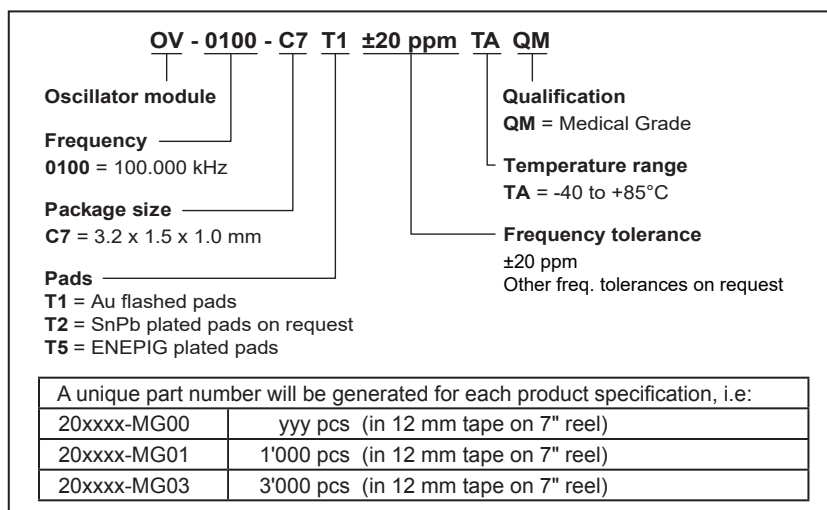 OV - 0100 - C7 T1 ±20 ppm TA QM
Oscillator module
Frequency
0100 = 100.000 kHz
Package size
C7 = 3.2 x 1.5 x 1.0 mm
Pads
T1 = Au flashed pads
T2 = SnPb plated pads on request
T5 = ENEPIG plated pads
Qualification
QM = Medical Grade
Temperature range
TA = -40 to +85°C
Frequency tolerance
±20 ppm
Other freq. tolerances on request
A unique part number will be generated for each product specification, i.e:
20xxxx-MG00 yyy pcs (in 12 mm tape on 7" reel)
20xxxx-MG01 1'000 pcs (in 12 mm tape on 7" reel)
20xxxx-MG03 3'000 pcs (in 12 mm tape on 7" reel)